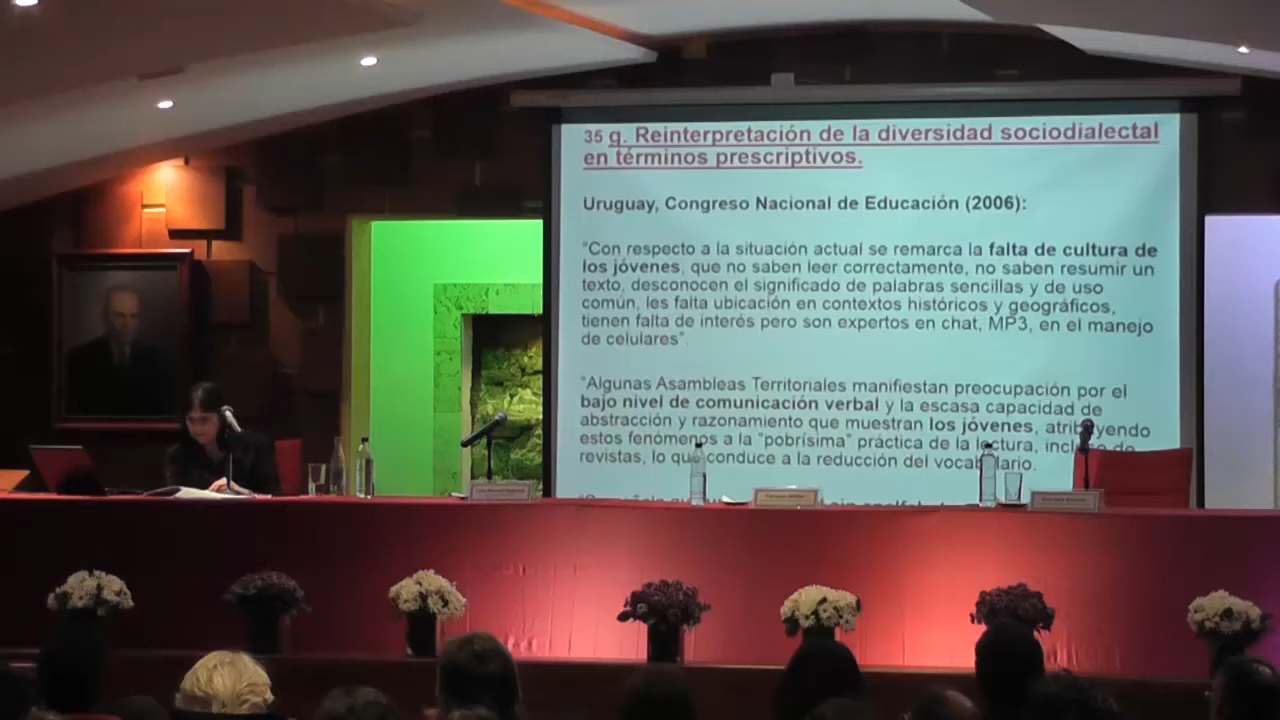 35 g. Reinterpretación de la diversidad sociodialectal
en términos prescriptivos.
Uruguay, Congreso Nacional de Educación (2006):
“Con respecto a la situación actual se remarca la falta de cultura de
los jóvenes, que no saben leer correctamente, no saben resumir un
texto, desconocen el significado de palabras sencillas y de uso
común, les falta ubicación en contextos históricos y geográficos,
tienen falta de interés pero son expertos en chat, MP3, en el manejo
de celulares”.
“Algunas Asambleas Territoriales manifiestan preocupación por el
bajo nivel de comunicación verbal y la escasa capacidad de
abstracción y razonamiento que muestran los jóvenes, atribuyendo
estos fenómenos a la "pobrísima" práctica de la lectura, incluso de
revistas, lo que conduce a la reducción del vocabulario.